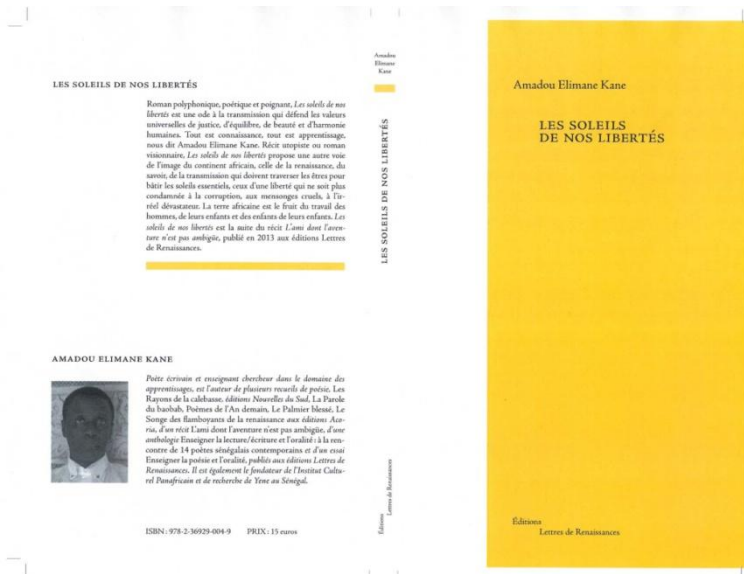 LES SOLEILS DE NOS LIBERTÉS
Roman polyphonique, poétique et poignant, Les soleils de nos
libertés est une ode à la transmission qui défend les valeurs
universelles de justice, d'équilibre, de beauté et d'harmonie
humaines. Tout est connaissance, tout est apprentissage,
nous dit Amadou Elimane Kane. Récit utopiste ou roman
visionnaire, Les soleils de nos libertés propose une autre voie
de l'image du continent africain, celle de la renaissance, du
savoir, de la transmission qui doivent traverser les êtres pour
bâtir les soleils essentiels, ceux d'une liberté qui ne soit plus
condamnée à la corruption, aux mensonges cruels, à l'ir-
réel dévastateur. La terre africaine est le fruit du travail des
hommes, de leurs enfants et des enfants de leurs enfants. Les
soleils de nos libertés est la suite du récit L'ami dont l'aven-
ture n'est pas ambigüe, publié en 2013 aux éditions Lettres
de Renaissances.
AMADOU ELIMANE KANE
Poète écrivain et enseignant chercheur dans le domaine des
apprentissages, est l'auteur de plusieurs recueils de poésie, Les
Rayons de la calebasse, éditions Nouvelles du Sud, La Parole
du baobab, Poèmes de l'An demain, Le Palmier blessé, Le
Songe des flamboyants de la renaissance aux éditions Aco-
ria, d'un récit L'ami dont l'aventure n'est pas ambigüe, d'une
anthologie Enseigner la lecture/écriture et l'oralité : à la ren-
contre de 14 poètes sénégalais contemporains et d'un essai
Enseigner la poésie et l'oralité, publiés aux éditions Lettres de
Renaissances. Il est également le fondateur de l'Institut Cultu-
rel Panafricain et de recherche de Yene au Sénégal.
ISBN : 978-2-36929-004-9 PRIX : 15 euros
Amadou
Elimane
Kane
LES SOLEILS DE NOS LIBERTÉS
Éditions
Lettres de Renaissances
Amadou Elimane Kane
LES SOLEILS
DE NOS LIBERTÉS
Éditions
Lettres de Renaissances